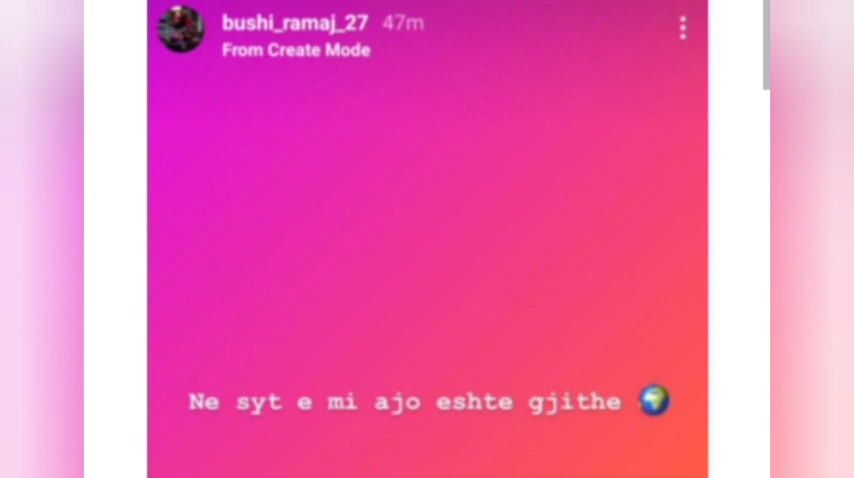 bushi_ramaj_27 47m
From Create Mode
Ne syt e mi ajo eshte gjithe 🌍